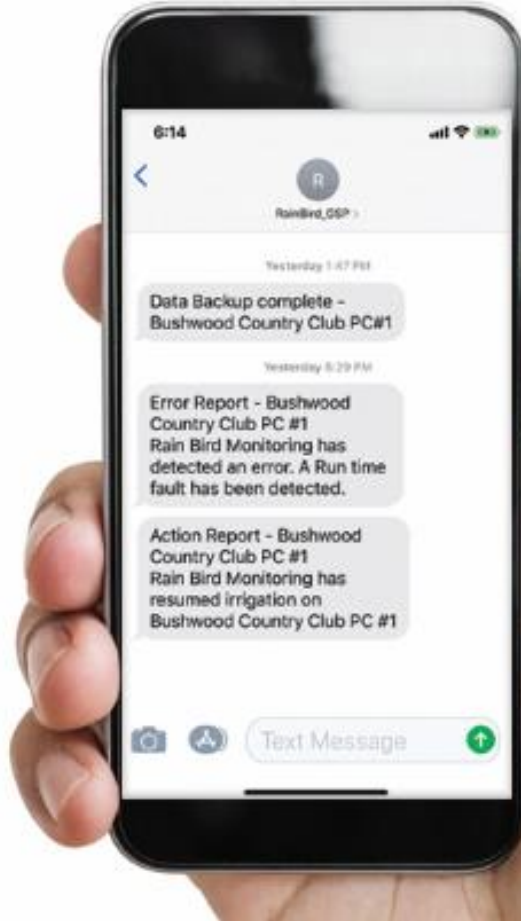 6:14
R
RainBird_GSP >
Yesterday 1:47 PM
Data Backup complete -
Bushwood Country Club PC#1
Yesterday 8:29 PM
Error Report - Bushwood
Country Club PC #1
Rain Bird Monitoring has
detected an error. A Run time
fault has been detected.
Action Report - Bushwood
Country Club PC #1
Rain Bird Monitoring has
resumed irrigation on
Bushwood Country Club PC #1
Text Message